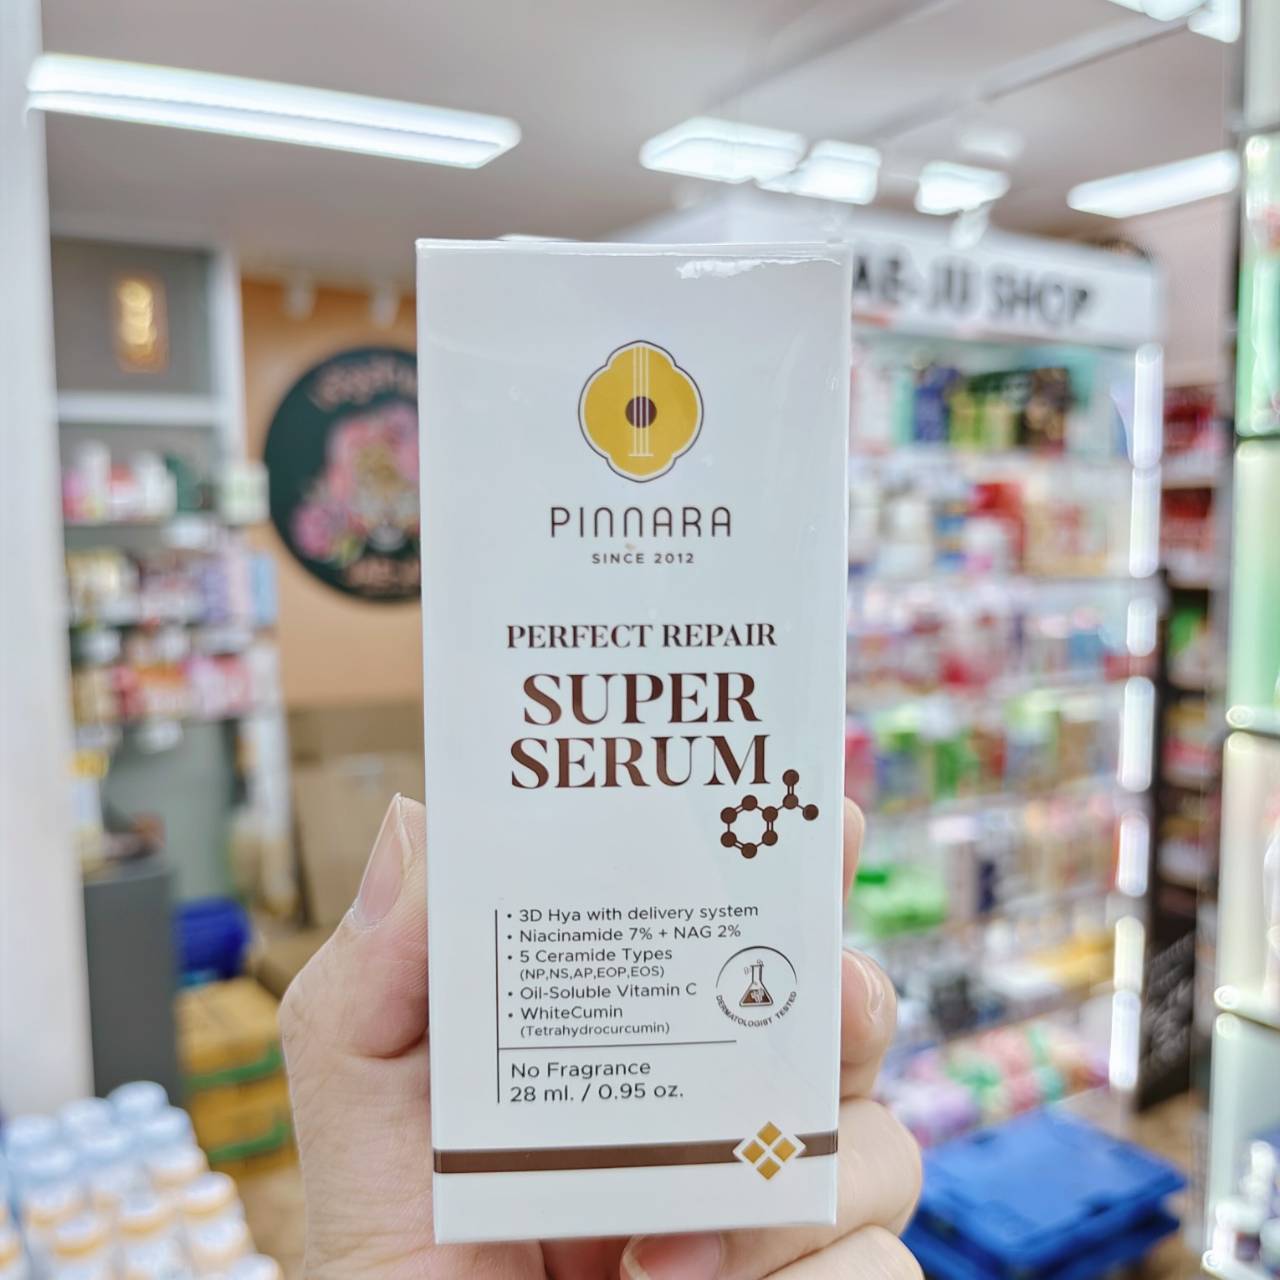 PINNARA
SINCE 2012
PERFECT REPAIR
SUPER
SERUM
• 3D Hya with delivery system
• Niacinamide 7% + NAG 2%
• 5 Ceramide Types
(NP,NS,AP,EOP,EOS)
• Oil-Soluble Vitamin C
• WhiteCumin
(Tetrahydrocurcumin)
DERMATOLOGIST TESTED
No Fragrance
28 ml. / 0.95 oz.
SHOP